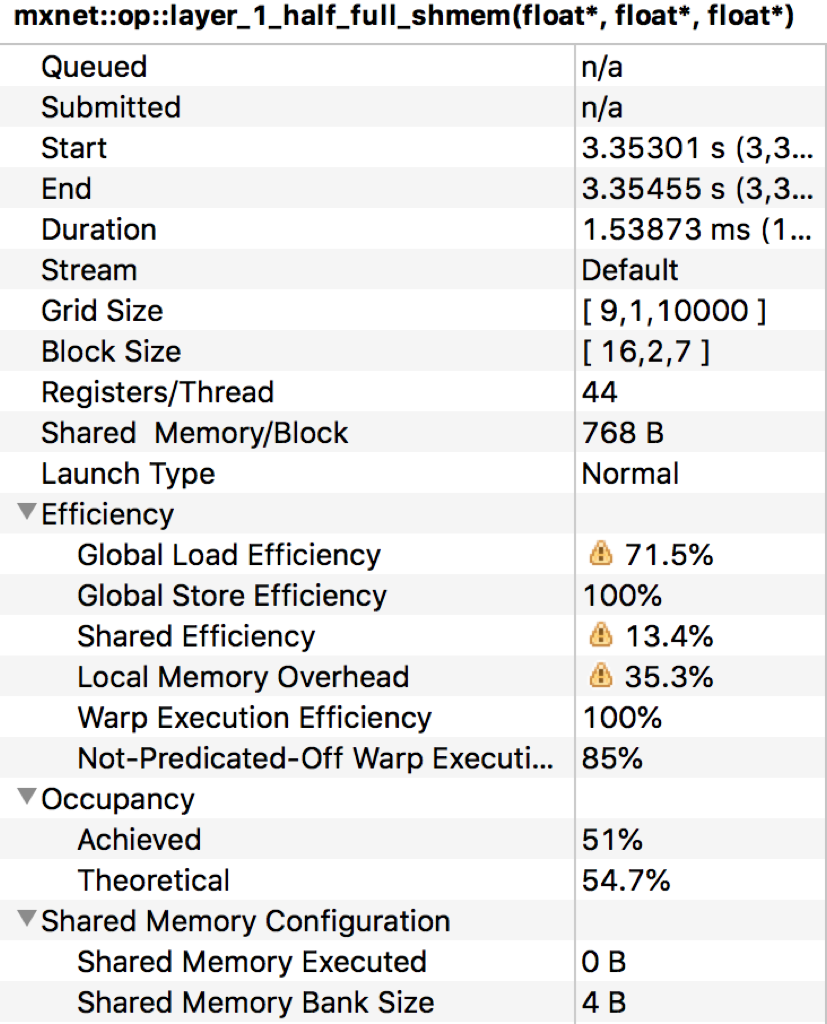 mxnet::op::layer_1_half_full_shmem(float*, float*, float*)
Queued n/a
Submitted n/a
Start 3.35301 s (3,3...
End 3.35455 s (3,3...
Duration 1.53873 ms (1...
Stream Default
Grid Size [ 9,1,10000 ]
Block Size [ 16,2,7 ]
Registers/Thread 44
Shared  Memory/Block 768 B
Launch Type Normal
Efficiency
Global Load Efficiency 71.5%
Global Store Efficiency 100%
Shared Efficiency 13.4%
Local Memory Overhead 35.3%
Warp Execution Efficiency 100%
Not-Predicated-Off Warp Executi... 85%
Occupancy
Achieved 51%
Theoretical 54.7%
Shared Memory Configuration
Shared Memory Executed 0 B
Shared Memory Bank Size 4 B